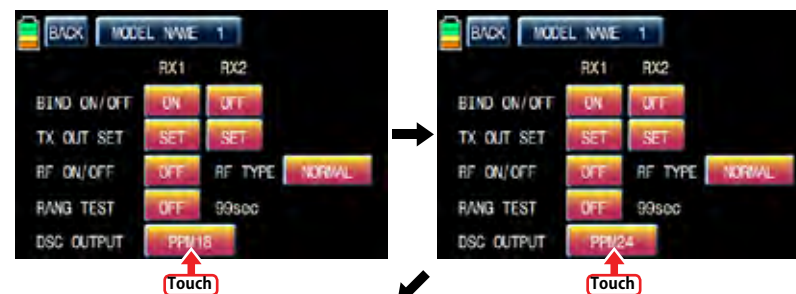 BACK MODEL NAME 1
RX1 RX2
BIND ON/OFF ON OFF
TX OUT SET SET SET
RF ON/OFF OFF RF TYPE NORMAL
RANG TEST OFF 99sec
DSC OUTPUT PPM18
Touch
BACK MODEL NAME 1
RX1 RX2
BIND ON/OFF ON OFF
TX OUT SET SET SET
RF ON/OFF OFF RF TYPE NORMAL
RANG TEST OFF 99sec
DSC OUTPUT PPM24
Touch